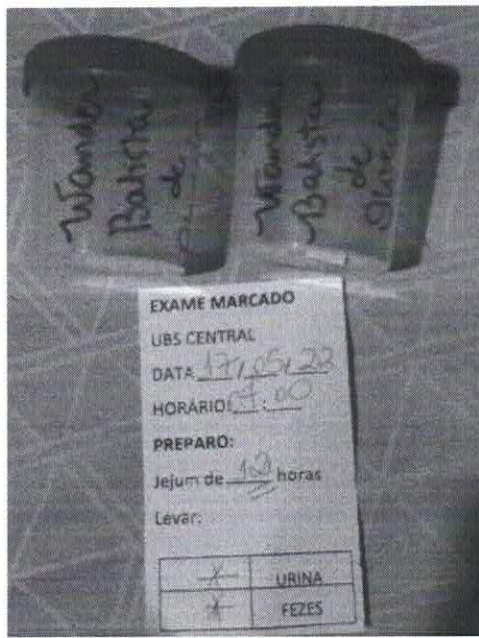 Wander
Batista
de
Wander
Batista
de
EXAME MARCADO
UBS CENTRAL
DATA 17/05/22
HORÁRIO: :00
PREPARO:
Jejum de 12 horas
Levar:
X URINA
X FEZES